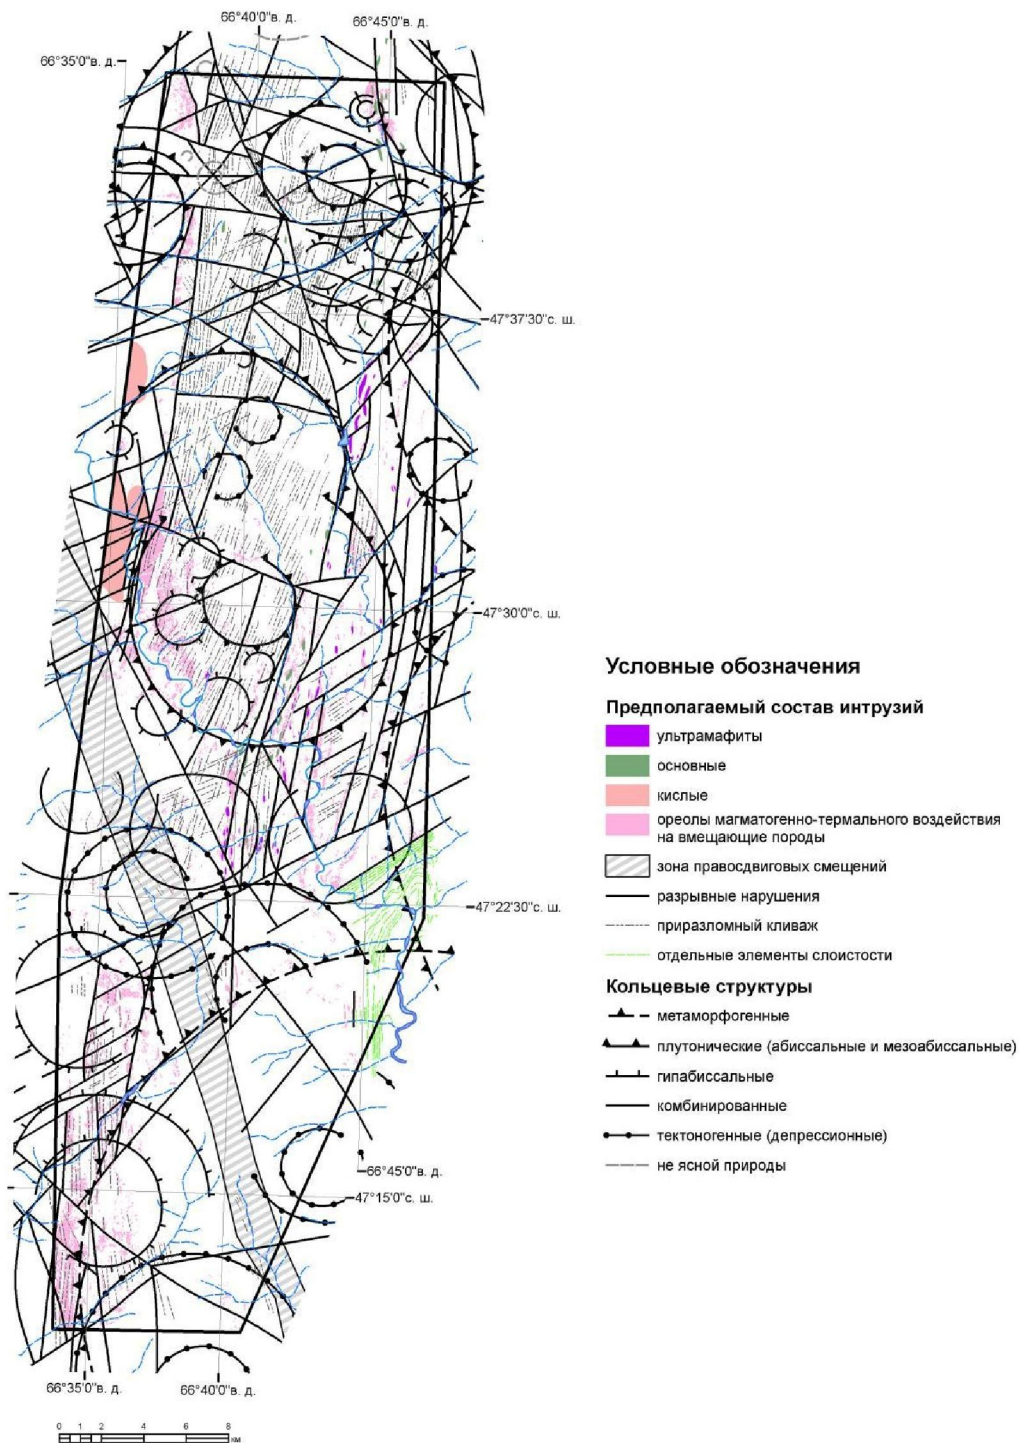 66°40'0"в. д.
66°45'0"в. д.
66°35'0"в. д.
47°37'30"с. ш.
47°30'0"с. ш.
Условные обозначения
Предполагаемый состав интрузий
ультрамафиты
основные
кислые
ореолы магматогенно-термального воздействия
на вмещающие породы
зона правосдвиговых смещений
разрывные нарушения
приразломный кливаж
отдельные элементы слоистости
Кольцевые структуры
метаморфогенные
плутонические (абиссальные и мезоабиссальные)
гипабиссальные
комбинированные
тектоногенные (депрессионные)
не ясной природы
47°22'30"с. ш.
66°45'0"в. д.
47°15'0"с. ш.
66°35'0"в. д.
66°40'0"в. д.
0 1 2 4 6 8
км